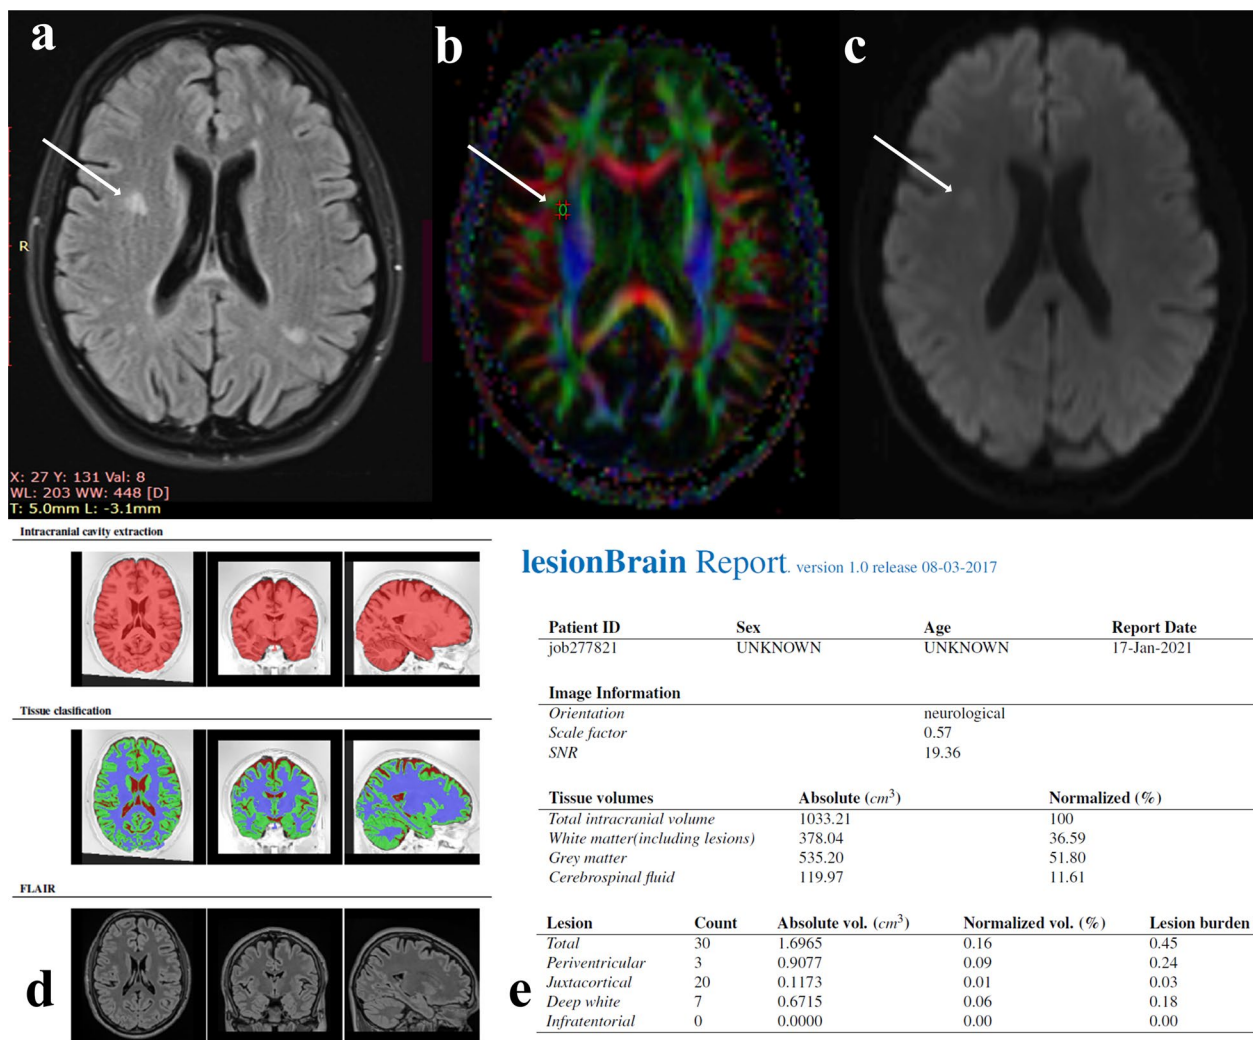 a
b
c
R
X: 27 Y: 131 Val: 8
WL: 203 WW: 448 [D]
T: 5.0mm L: -3.1mm
Intracranial cavity extraction
Tissue clasification
FLAIR
d
e
lesionBrain Report. version 1.0 release 08-03-2017
Patient ID Sex Age Report Date
job277821 UNKNOWN UNKNOWN 17-Jan-2021
Image Information
Orientation neurological
Scale factor 0.57
SNR 19.36
Tissue volumes Absolute (cm³) Normalized (%)
Total intracranial volume 1033.21 100
White matter(including lesions) 378.04 36.59
Grey matter 535.20 51.80
Cerebrospinal fluid 119.97 11.61
Lesion Count Absolute vol. (cm³) Normalized vol. (%) Lesion burden
Total 30 1.6965 0.16 0.45
Periventricular 3 0.9077 0.09 0.24
Juxtacortical 20 0.1173 0.01 0.03
Deep white 7 0.6715 0.06 0.18
Infratentorial 0 0.0000 0.00 0.00